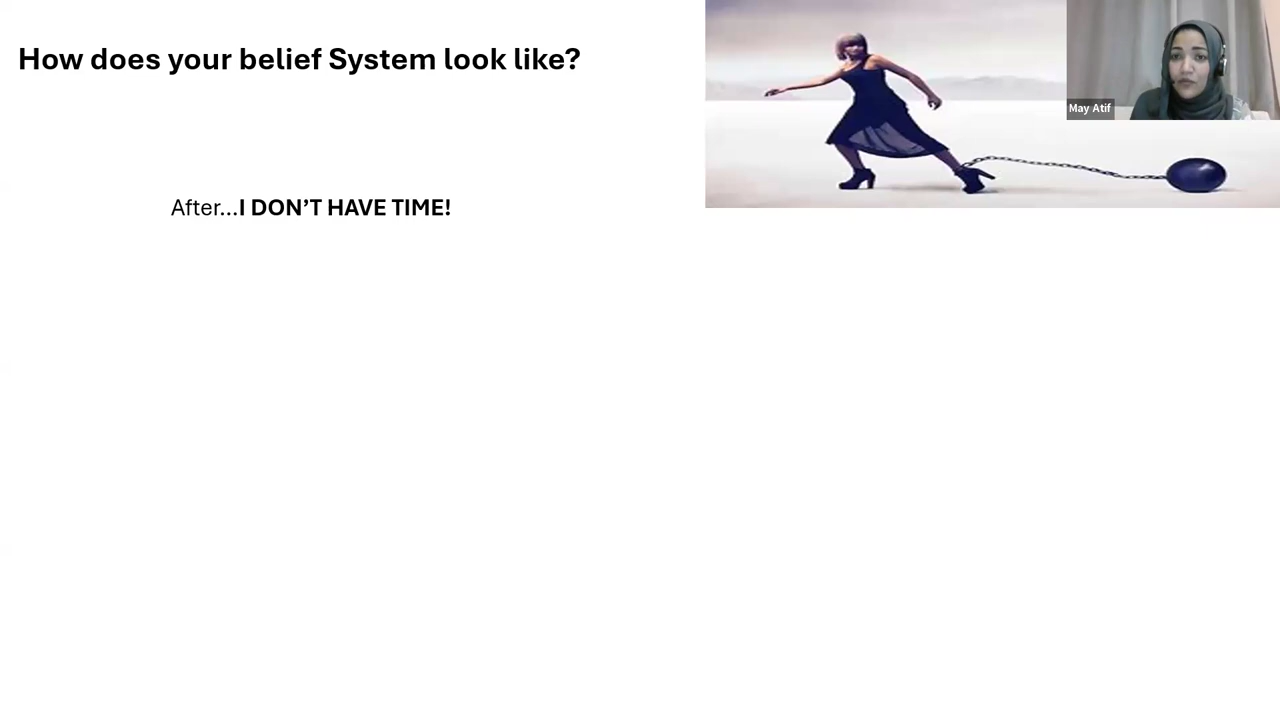 How does your belief System look like?
May Atif
After...I DON’T HAVE TIME!